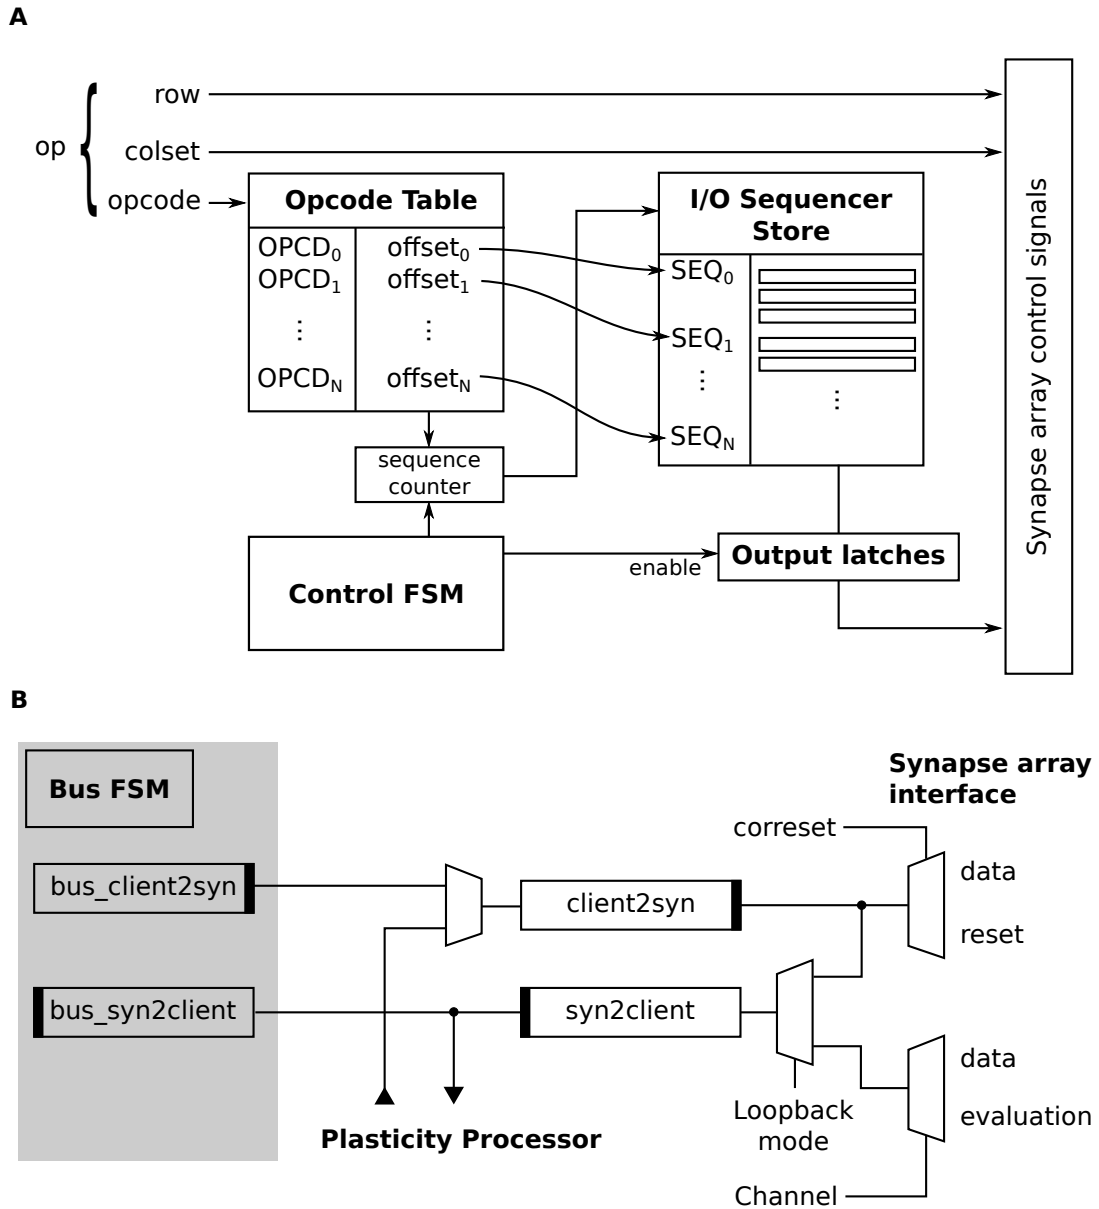 A
row
op
colset
opcode
Opcode Table
OPCD0 offset0
OPCD1 offset1
⋮ ⋮
OPCDN offsetN
I/O Sequencer
Store
SEQ0
SEQ1
⋮
SEQN
⋮
sequence
counter
Control FSM
enable
Output latches
Synapse array control signals
B
Bus FSM
bus_client2syn
bus_syn2client
client2syn
syn2client
Plasticity Processor
Synapse array
interface
correset
data
reset
Loopback
mode
data
evaluation
Channel